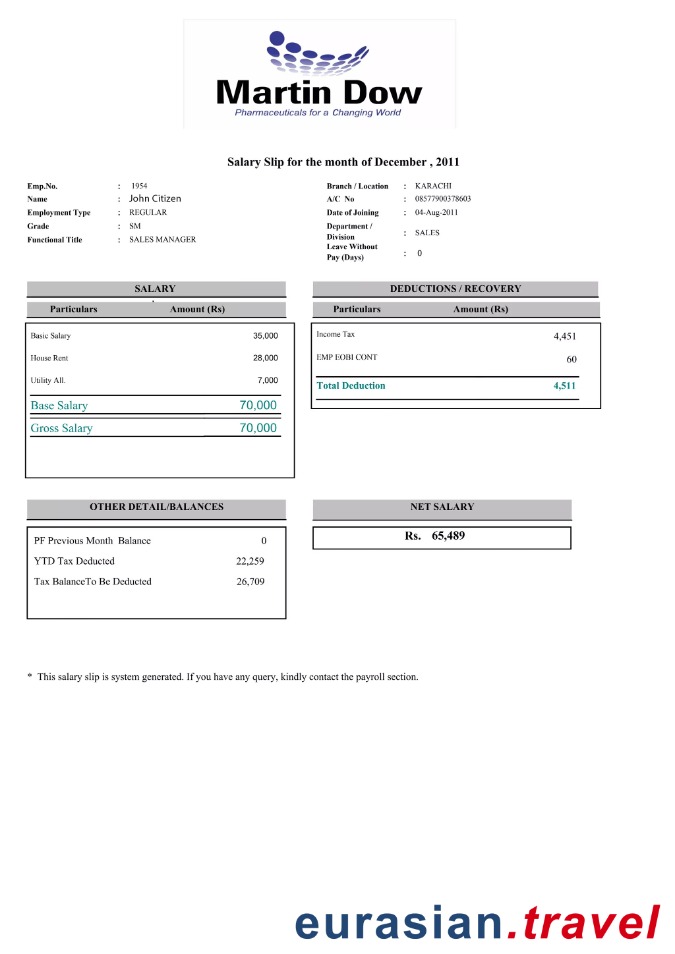 Martin Dow
Pharmaceuticals for a Changing World
Salary Slip for the month of December , 2011
Emp.No. : 1954
Name : John Citizen
Employment Type : REGULAR
Grade : SM
Functional Title : SALES MANAGER
Branch / Location : KARACHI
A/C No : 08577900378603
Date of Joining : 04-Aug-2011
Department /
Division : SALES
Leave Without
Pay (Days) : 0
SALARY
Particulars Amount (Rs)
Basic Salary 35,000
House Rent 28,000
Utility All. 7,000
Base Salary 70,000
Gross Salary 70,000
DEDUCTIONS / RECOVERY
Particulars Amount (Rs)
Income Tax 4,451
EMP EOBI CONT 60
Total Deduction 4,511
OTHER DETAIL/BALANCES
PF Previous Month Balance 0
YTD Tax Deducted 22,259
Tax BalanceTo Be Deducted 26,709
NET SALARY
Rs. 65,489
* This salary slip is system generated. If you have any query, kindly contact the payroll section.
eurasian.travel